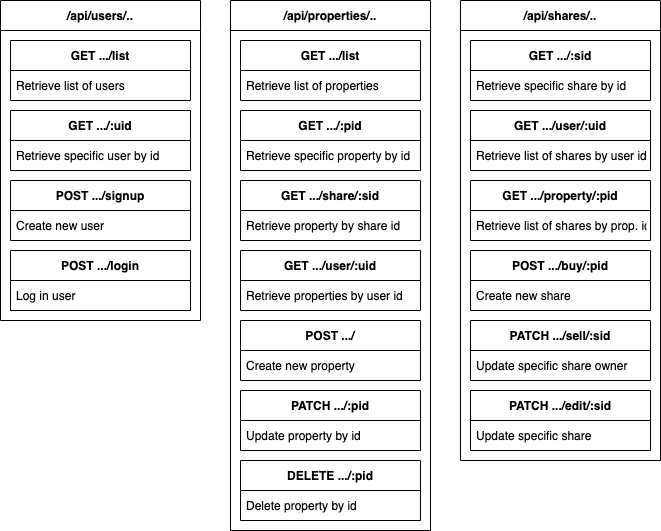 /api/users/..
GET .../list
Retrieve list of users
GET .../:uid
Retrieve specific user by id
POST .../signup
Create new user
POST .../login
Log in user
/api/properties/..
GET .../list
Retrieve list of properties
GET .../:pid
Retrieve specific property by id
GET .../share/:sid
Retrieve property by share id
GET .../user/:uid
Retrieve properties by user id
POST .../
Create new property
PATCH .../:pid
Update property by id
DELETE .../:pid
Delete property by id
/api/shares/..
GET .../:sid
Retrieve specific share by id
GET .../user/:uid
Retrieve list of shares by user id
GET .../property/:pid
Retrieve list of shares by prop. id
POST .../buy/:pid
Create new share
PATCH .../sell/:sid
Update specific share owner
PATCH .../edit/:sid
Update specific share